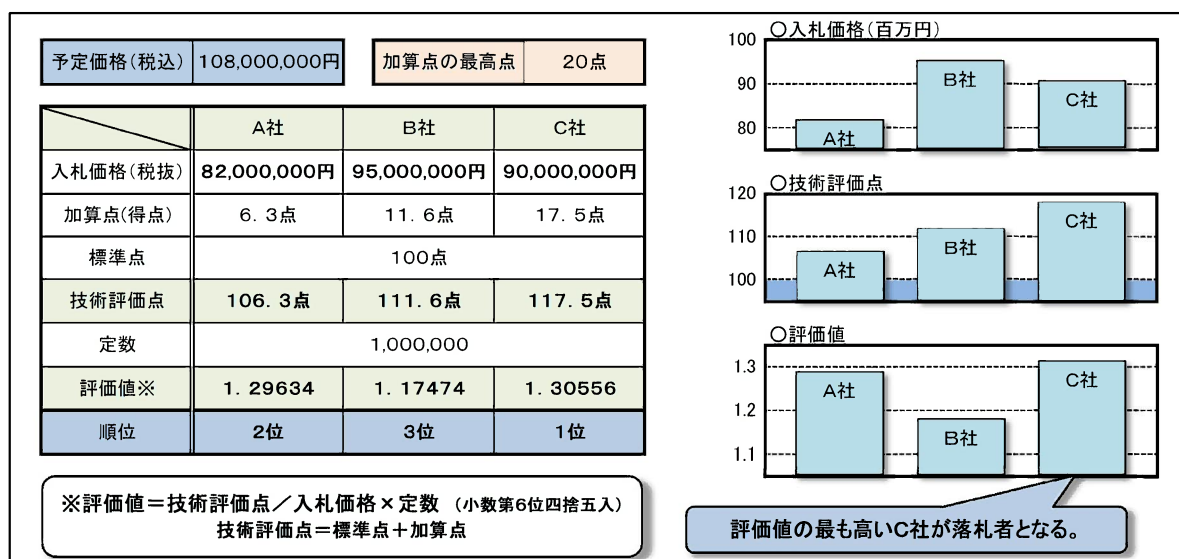 予定価格(税込) 108,000,000円 加算点の最高点 20点
A社 B社 C社
入札価格(税抜) 82,000,000円 95,000,000円 90,000,000円
加算点(得点) 6.3点 11.6点 17.5点
標準点 100点
技術評価点 106.3点 111.6点 117.5点
定数 1,000,000
評価値※ 1.29634 1.17474 1.30556
順位 2位 3位 1位
※評価値=技術評価点/入札価格×定数 (小数第6位四捨五入)
技術評価点=標準点+加算点
○入札価格(百万円)
100
90
80
A社 B社 C社
○技術評価点
120
110
100
A社 B社 C社
○評価値
1.3
1.2
1.1
A社 B社 C社
評価値の最も高いC社が落札者となる。